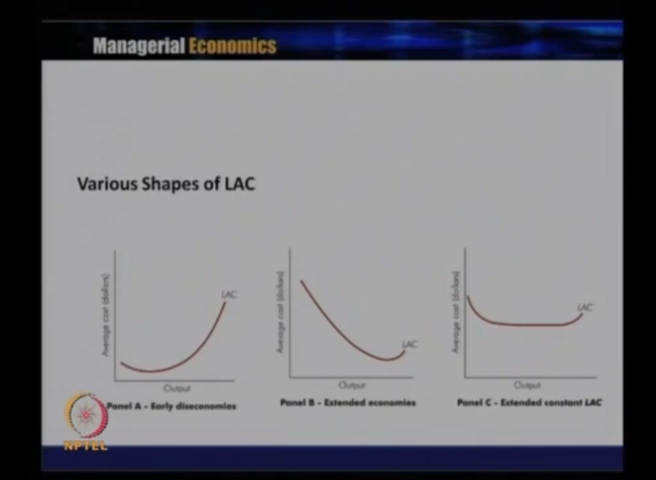 Managerial Economics
Various Shapes of LAC
Average cost (dollars)
LAC
Output
Panel A – Early diseconomies
Average cost (dollars)
LAC
Output
Panel B – Extended economies
Average cost (dollars)
LAC
Output
Panel C – Extended constant LAC
NPTEL